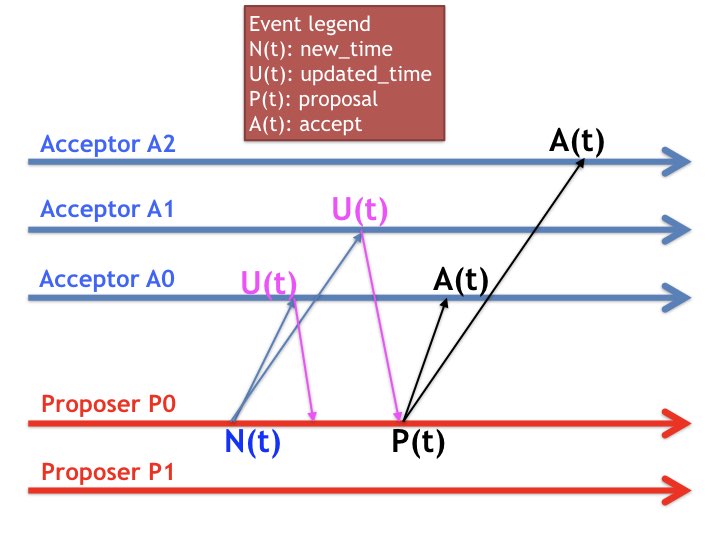 Event legend
N(t): new_time
U(t): updated_time
P(t): proposal
A(t): accept
Acceptor A2
A(t)
Acceptor A1
U(t)
Acceptor A0
U(t)
A(t)
Proposer P0
N(t)
P(t)
Proposer P1